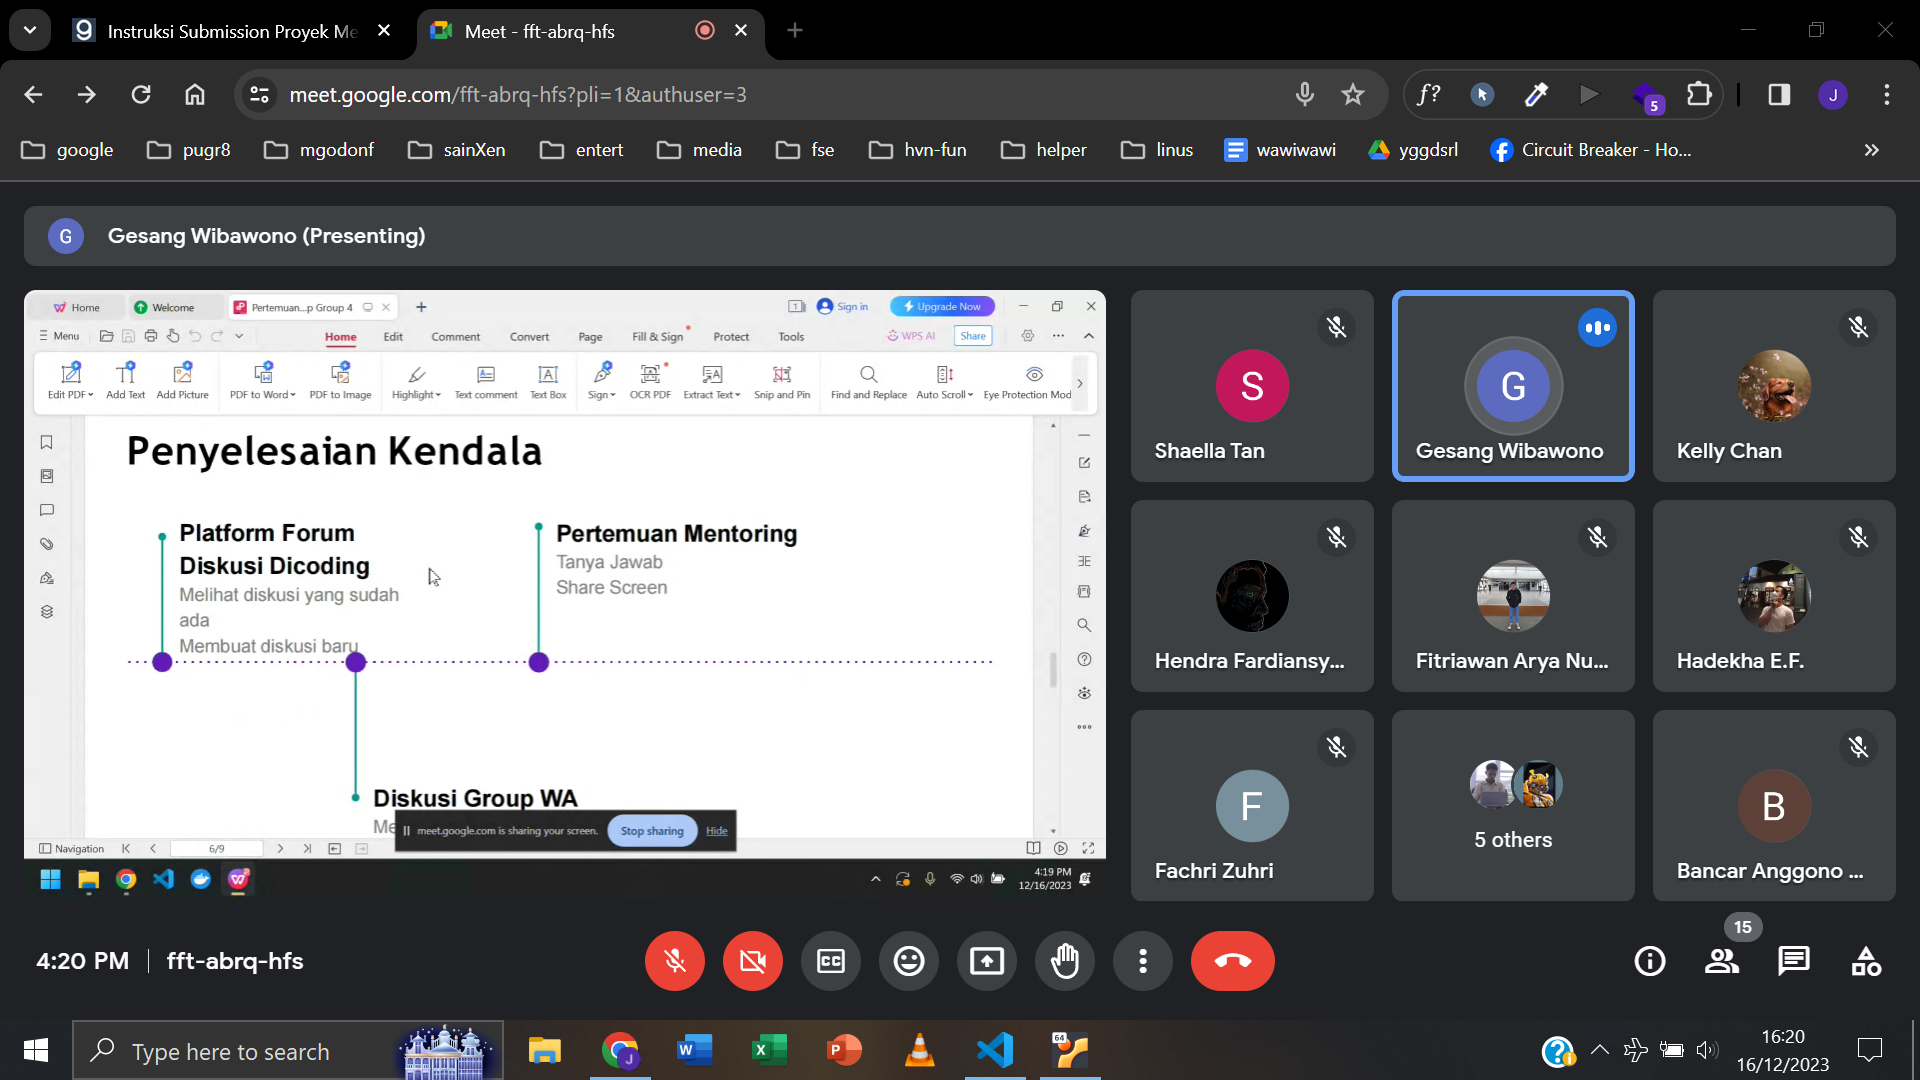 Instruksi Submission Proyek Me
Meet - fft-abrq-hfs
meet.google.com/fft-abrq-hfs?pli=1&authuser=3
f?
5
J
google
pugr8
mgodonf
sainXen
entert
media
fse
hvn-fun
helper
linus
wawiwawi
yggdsrl
Circuit Breaker - Ho...
G
Gesang Wibawono (Presenting)
Home
Welcome
Pertemuan...p Group 4
1
Sign in
Upgrade Now
Menu
Home
Edit
Comment
Convert
Page
Fill & Sign
Protect
Tools
WPS AI
Share
Edit PDF
Add Text
Add Picture
PDF to Word
PDF to Image
Highlight
Text comment
Text Box
Sign
OCR PDF
Extract Text
Snip and Pin
Find and Replace
Auto Scroll
Eye Protection Mod
Penyelesaian Kendala
Platform Forum
Diskusi Dicoding
Melihat diskusi yang sudah
ada
Membuat diskusi baru
Pertemuan Mentoring
Tanya Jawab
Share Screen
Diskusi Group WA
Me
meet.google.com is sharing your screen.
Stop sharing
Hide
Navigation
6/9
4:19 PM
12/16/2023
S
Shaella Tan
G
Gesang Wibawono
Kelly Chan
Hendra Fardiansy...
Fitriawan Arya Nu...
Hadekha E.F.
F
Fachri Zuhri
5 others
B
Bancar Anggono ...
4:20 PM
fft-abrq-hfs
CC
15
Type here to search
J
W
X
P
64
16:20
16/12/2023